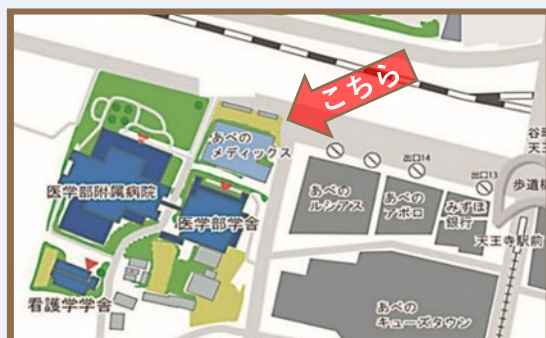 こちら
あべの
メディックス
医学部附属病院
医学部学舎
看護学学舎
出口14
出口13
あべの
ルシアス
あべの
アポロ
みずほ
銀行
天王寺駅前
あべの
キューズタウン
歩道橋